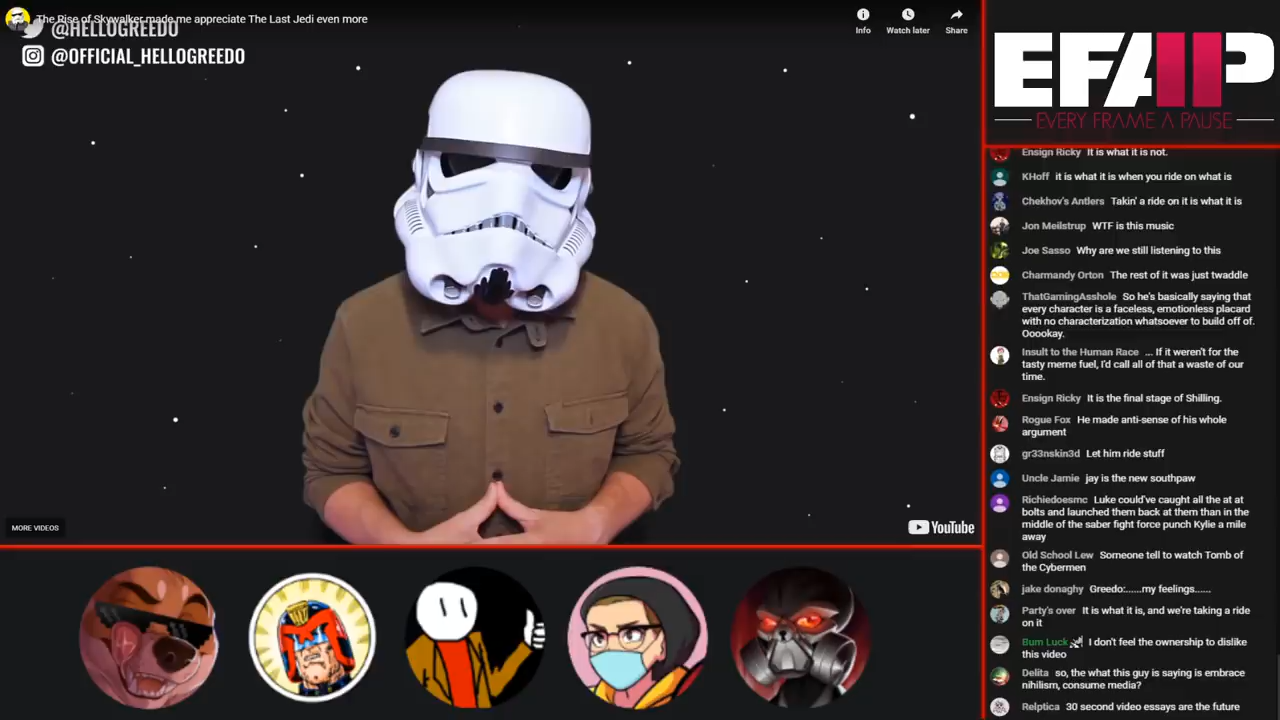 The Rise of Skywalker made me appreciate The Last Jedi even more
@HELLOGREEDO
@OFFICIAL_HELLOGREEDO
Info
Watch later
Share
MORE VIDEOS
YouTube
EFAP
EVERY FRAME A PAUSE
Ensign Ricky It is what it is not.
KHoff it is what it is when you ride on what is
Chekhov's Antlers Takin' a ride on it is what it is
Jon Meilstrup WTF is this music
Joe Sasso Why are we still listening to this
Charmandy Orton The rest of it was just twaddle
ThatGamingAsshole So he's basically saying that
every character is a faceless, emotionless placard
with no characterization whatsoever to build off of.
Ooookay.
Insult to the Human Race ... If it weren't for the
tasty meme fuel, I'd call all of that a waste of our
time.
Ensign Ricky It is the final stage of Shilling.
Rogue Fox He made anti-sense of his whole
argument
gr33nskin3d Let him ride stuff
Uncle Jamie jay is the new southpaw
Richiedoesmc Luke could've caught all the at at
bolts and launched them back at them than in the
middle of the saber fight force punch Kylie a mile
away
Old School Lew Someone tell to watch Tomb of
the Cybermen
jake donaghy Greedo:......my feelings......
Party's over It is what it is, and we're taking a ride
on it
Bum Luck I don't feel the ownership to dislike
this video
Delita so, the what this guy is saying is embrace
nihilism, consume media?
Relptica 30 second video essays are the future